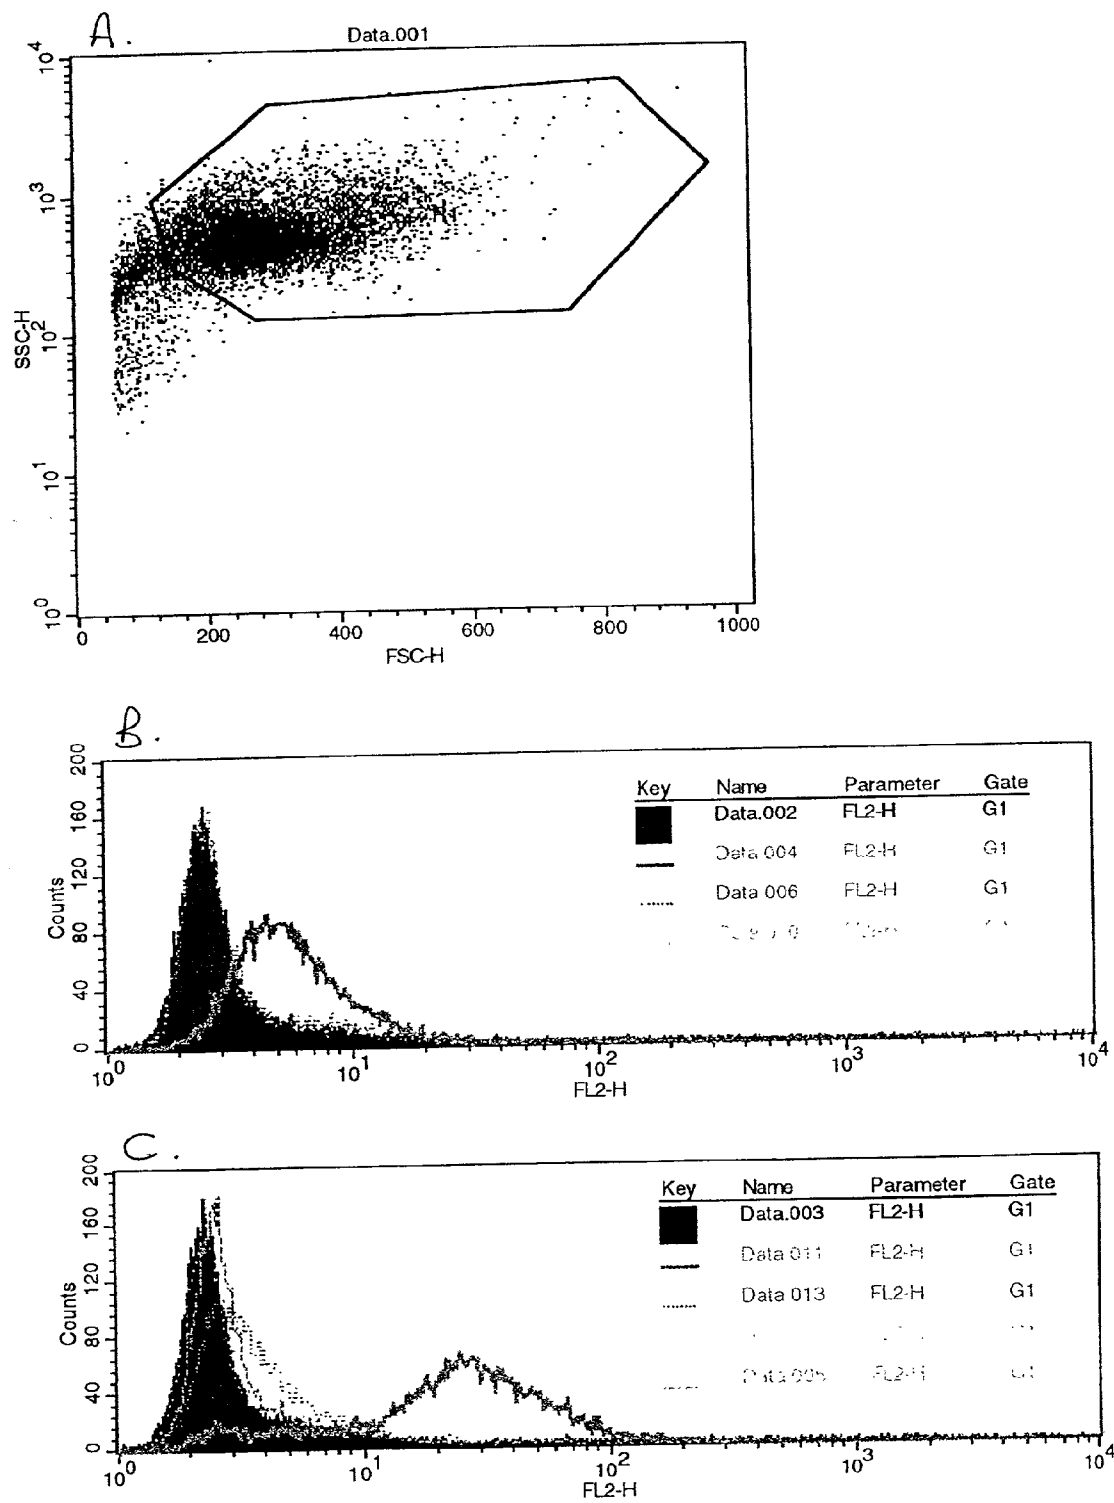 A.
Data.001
10^4
10^3
10^2
10^1
10^0
SSC-H
R1
0 200 400 600 800 1000
FSC-H
B.
200
160
120
80
40
0
Counts
Key Name Parameter Gate
Data.002 FL2-H G1
Data.004 FL2-H G1
Data.006 FL2-H G1
10^0 10^1 10^2 10^3 10^4
FL2-H
C.
200
160
120
80
40
0
Counts
Key Name Parameter Gate
Data.003 FL2-H G1
Data.011 FL2-H G1
Data.013 FL2-H G1
Data.005 FL2-H G1
10^0 10^1 10^2 10^3 10^4
FL2-H